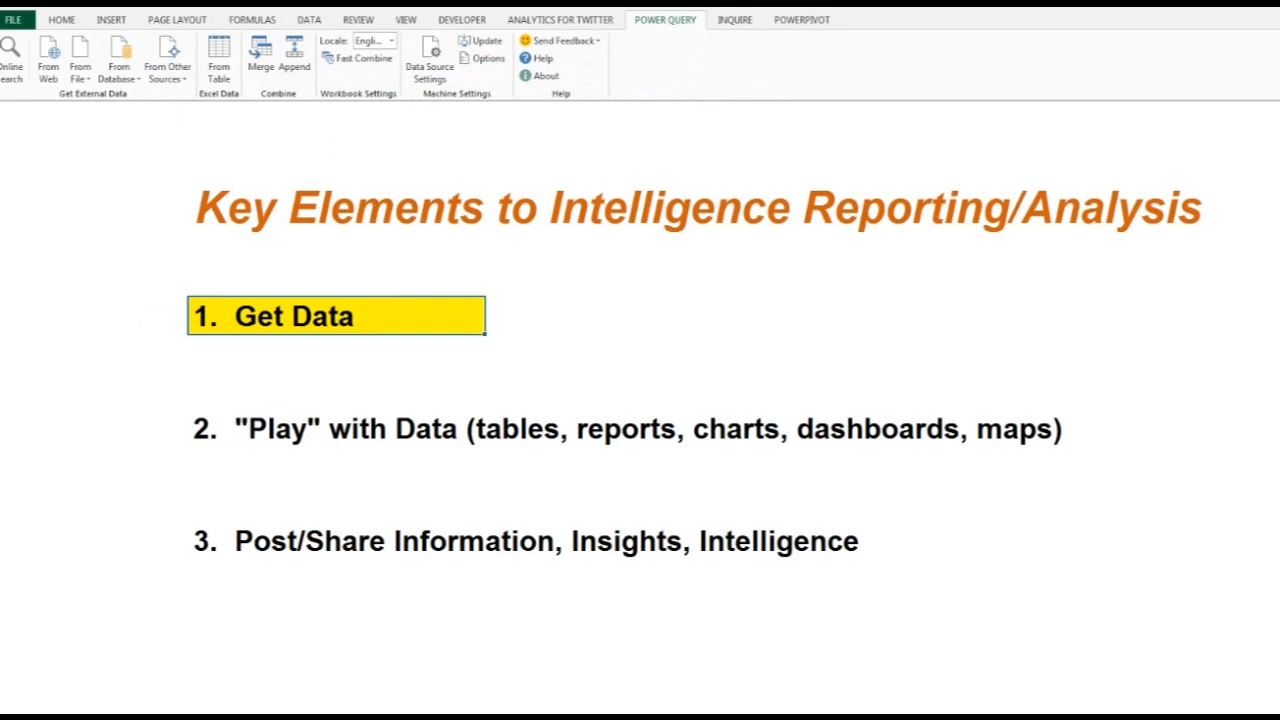 FILE HOME INSERT PAGE LAYOUT FORMULAS DATA REVIEW VIEW DEVELOPER ANALYTICS FOR TWITTER POWER QUERY INQUIRE POWERPIVOT
Online
earch
From
Web
From
File
From
Database
From Other
Sources
Get External Data
From
Table
Excel Data
Merge
Append
Combine
Locale: Engli...
Fast Combine
Workbook Settings
Data Source
Settings
Update
Options
Machine Settings
Send Feedback
Help
About
Help
Key Elements to Intelligence Reporting/Analysis
1. Get Data
2. "Play" with Data (tables, reports, charts, dashboards, maps)
3. Post/Share Information, Insights, Intelligence